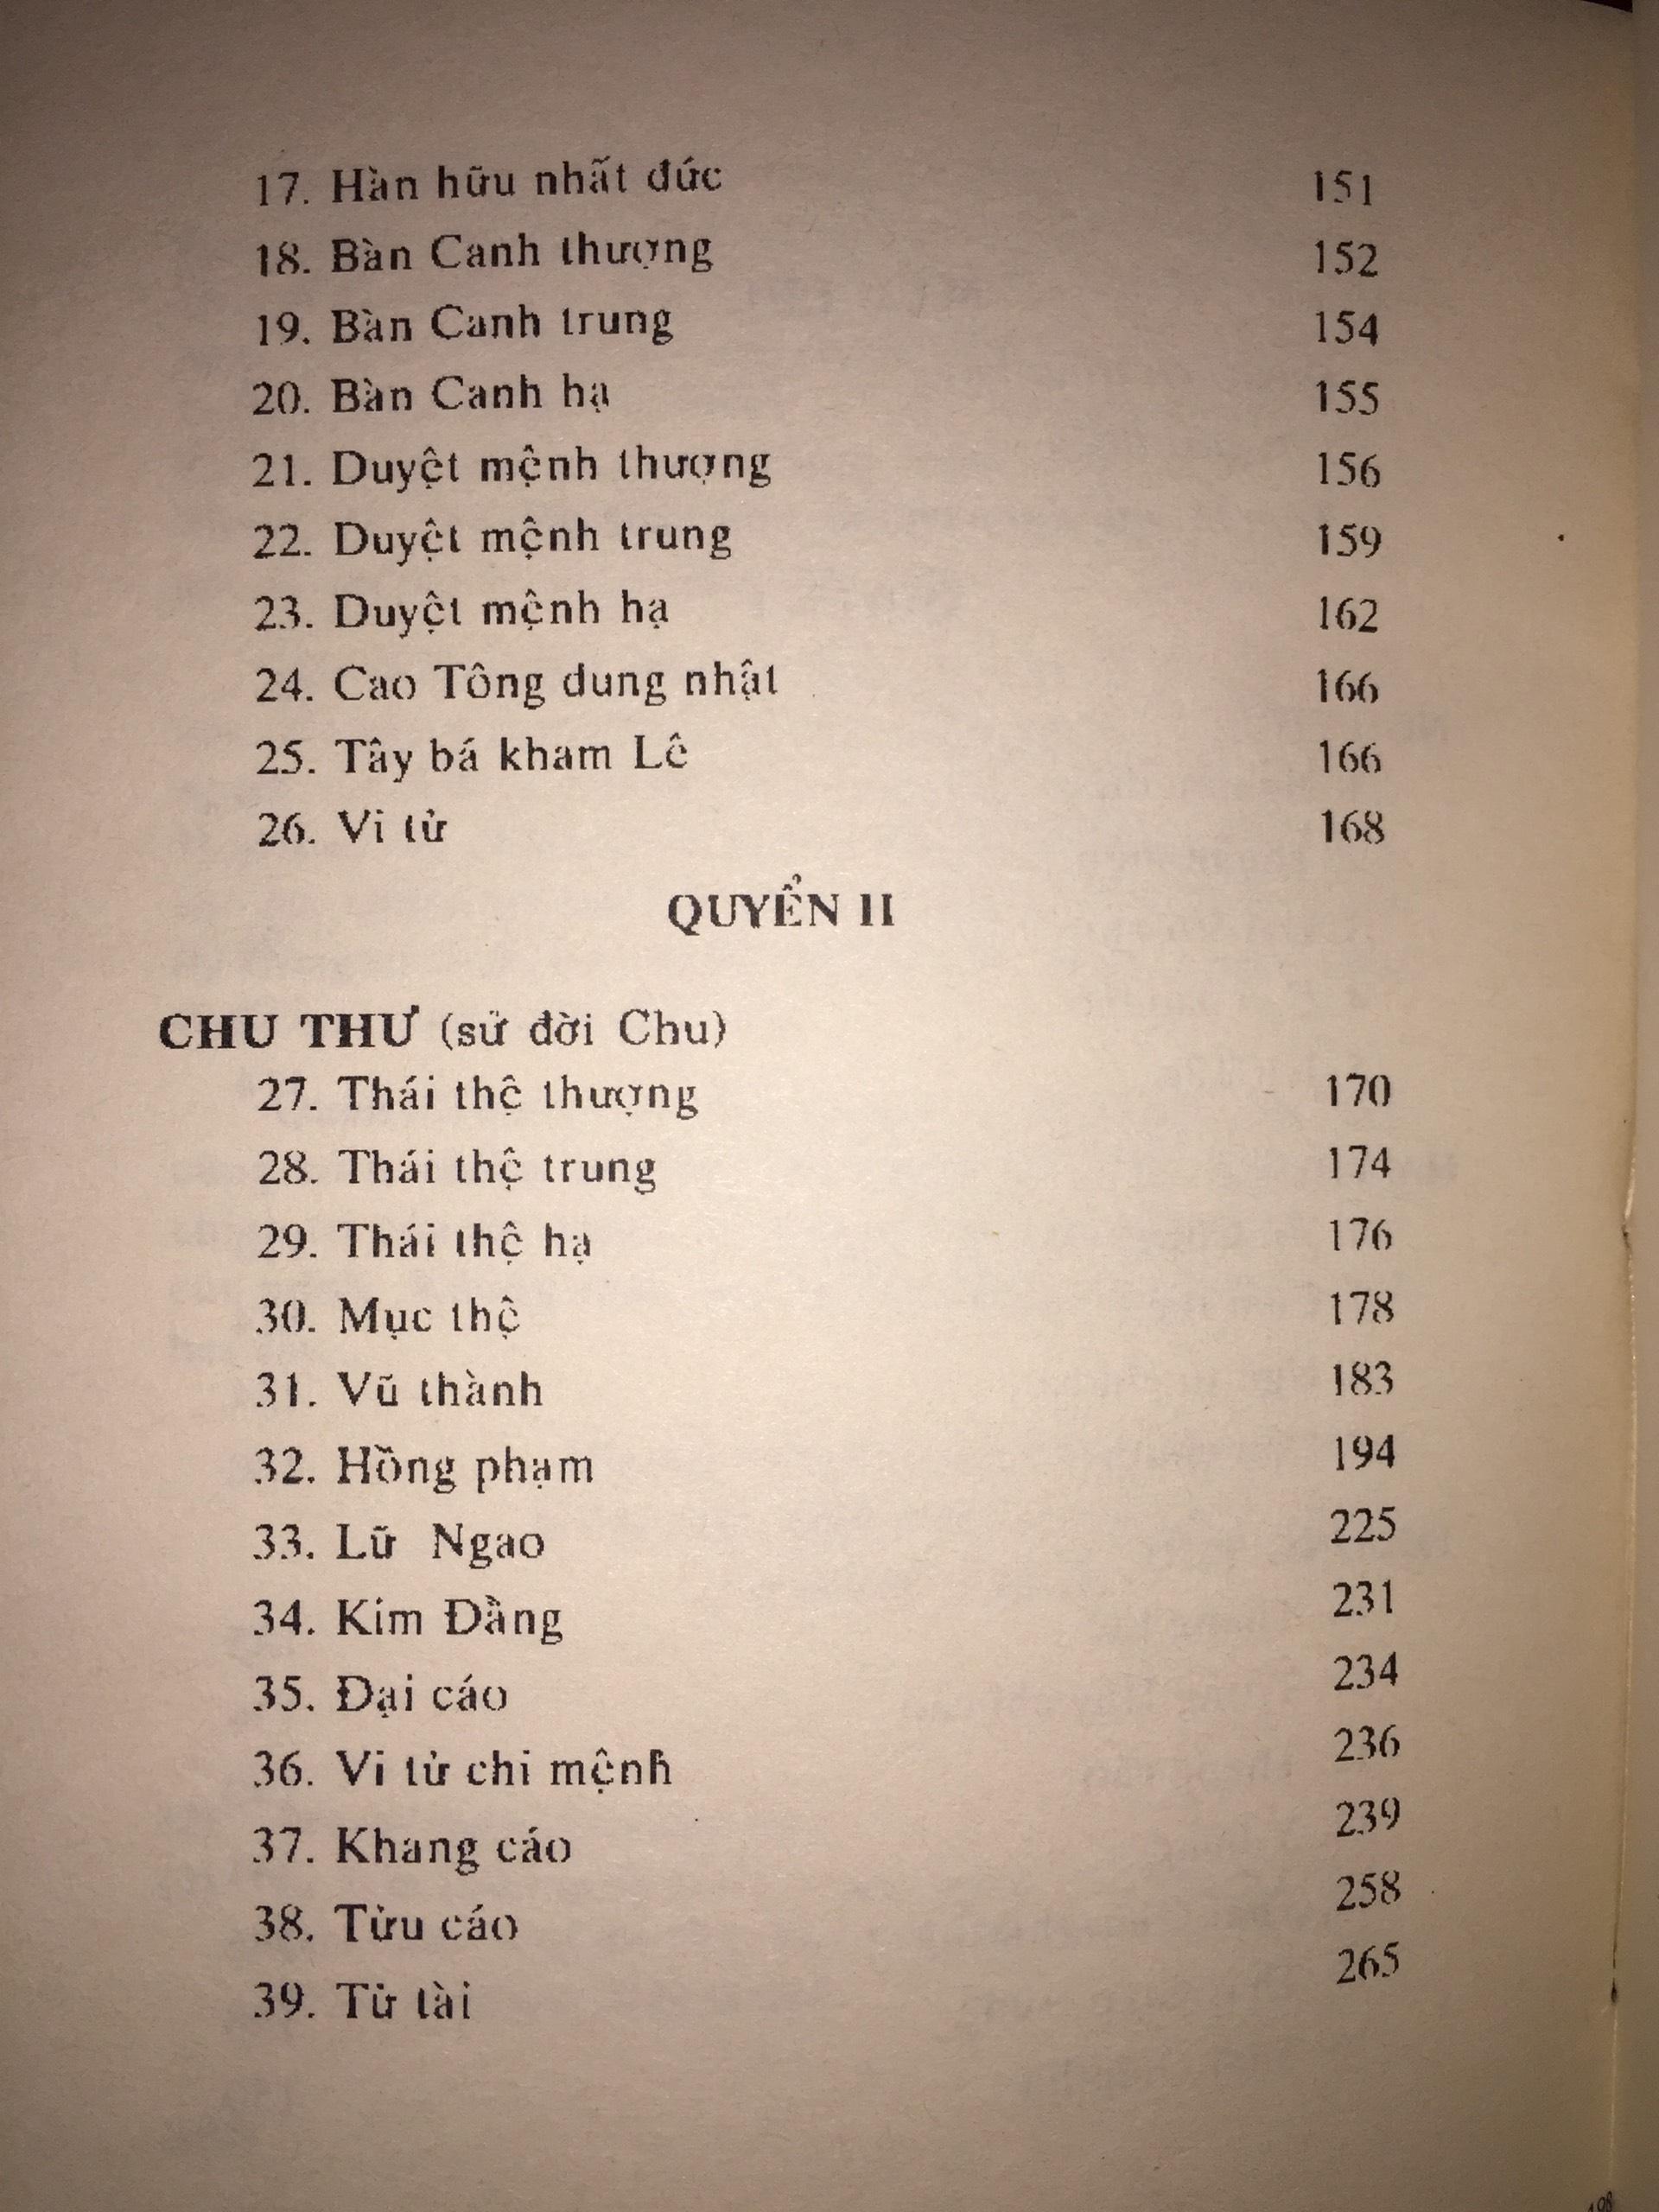 17. Hàn hữu nhất đức 151
18. Bàn Canh thượng 152
19. Bàn Canh trung 154
20. Bàn Canh hạ 155
21. Duyệt mệnh thượng 156
22. Duyệt mệnh trung 159
23. Duyệt mệnh hạ 162
24. Cao Tông dung nhật 166
25. Tây bá kham Lê 166
26. Vi tử 168
QUYỂN II
CHU THƯ (sử đời Chu)
27. Thái thệ thượng 170
28. Thái thệ trung 174
29. Thái thệ hạ 176
30. Mục thệ 178
31. Vũ thành 183
32. Hồng phạm 194
33. Lữ Ngao 225
34. Kim Đằng 231
35. Đại cáo 234
36. Vi tử chi mệnh 236
37. Khang cáo 239
38. Tửu cáo 258
39. Tử tài 265